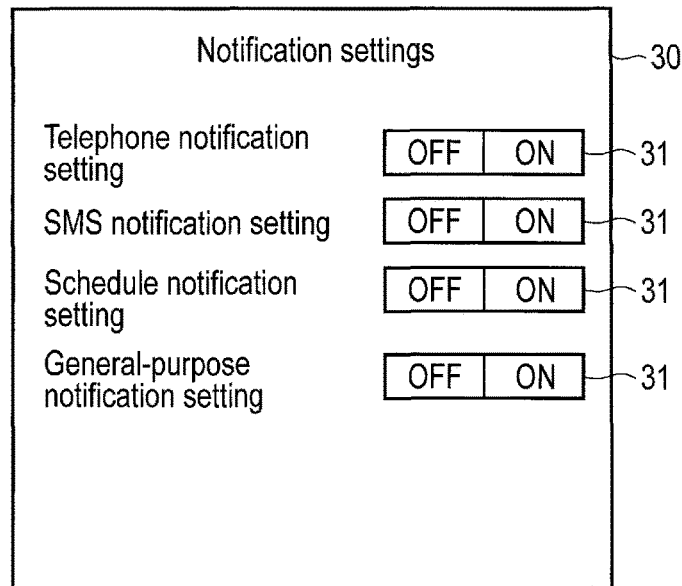 Notification settings
30
Telephone notification
setting
OFF ON
31
SMS notification setting
OFF ON
31
Schedule notification
setting
OFF ON
31
General-purpose
notification setting
OFF ON
31